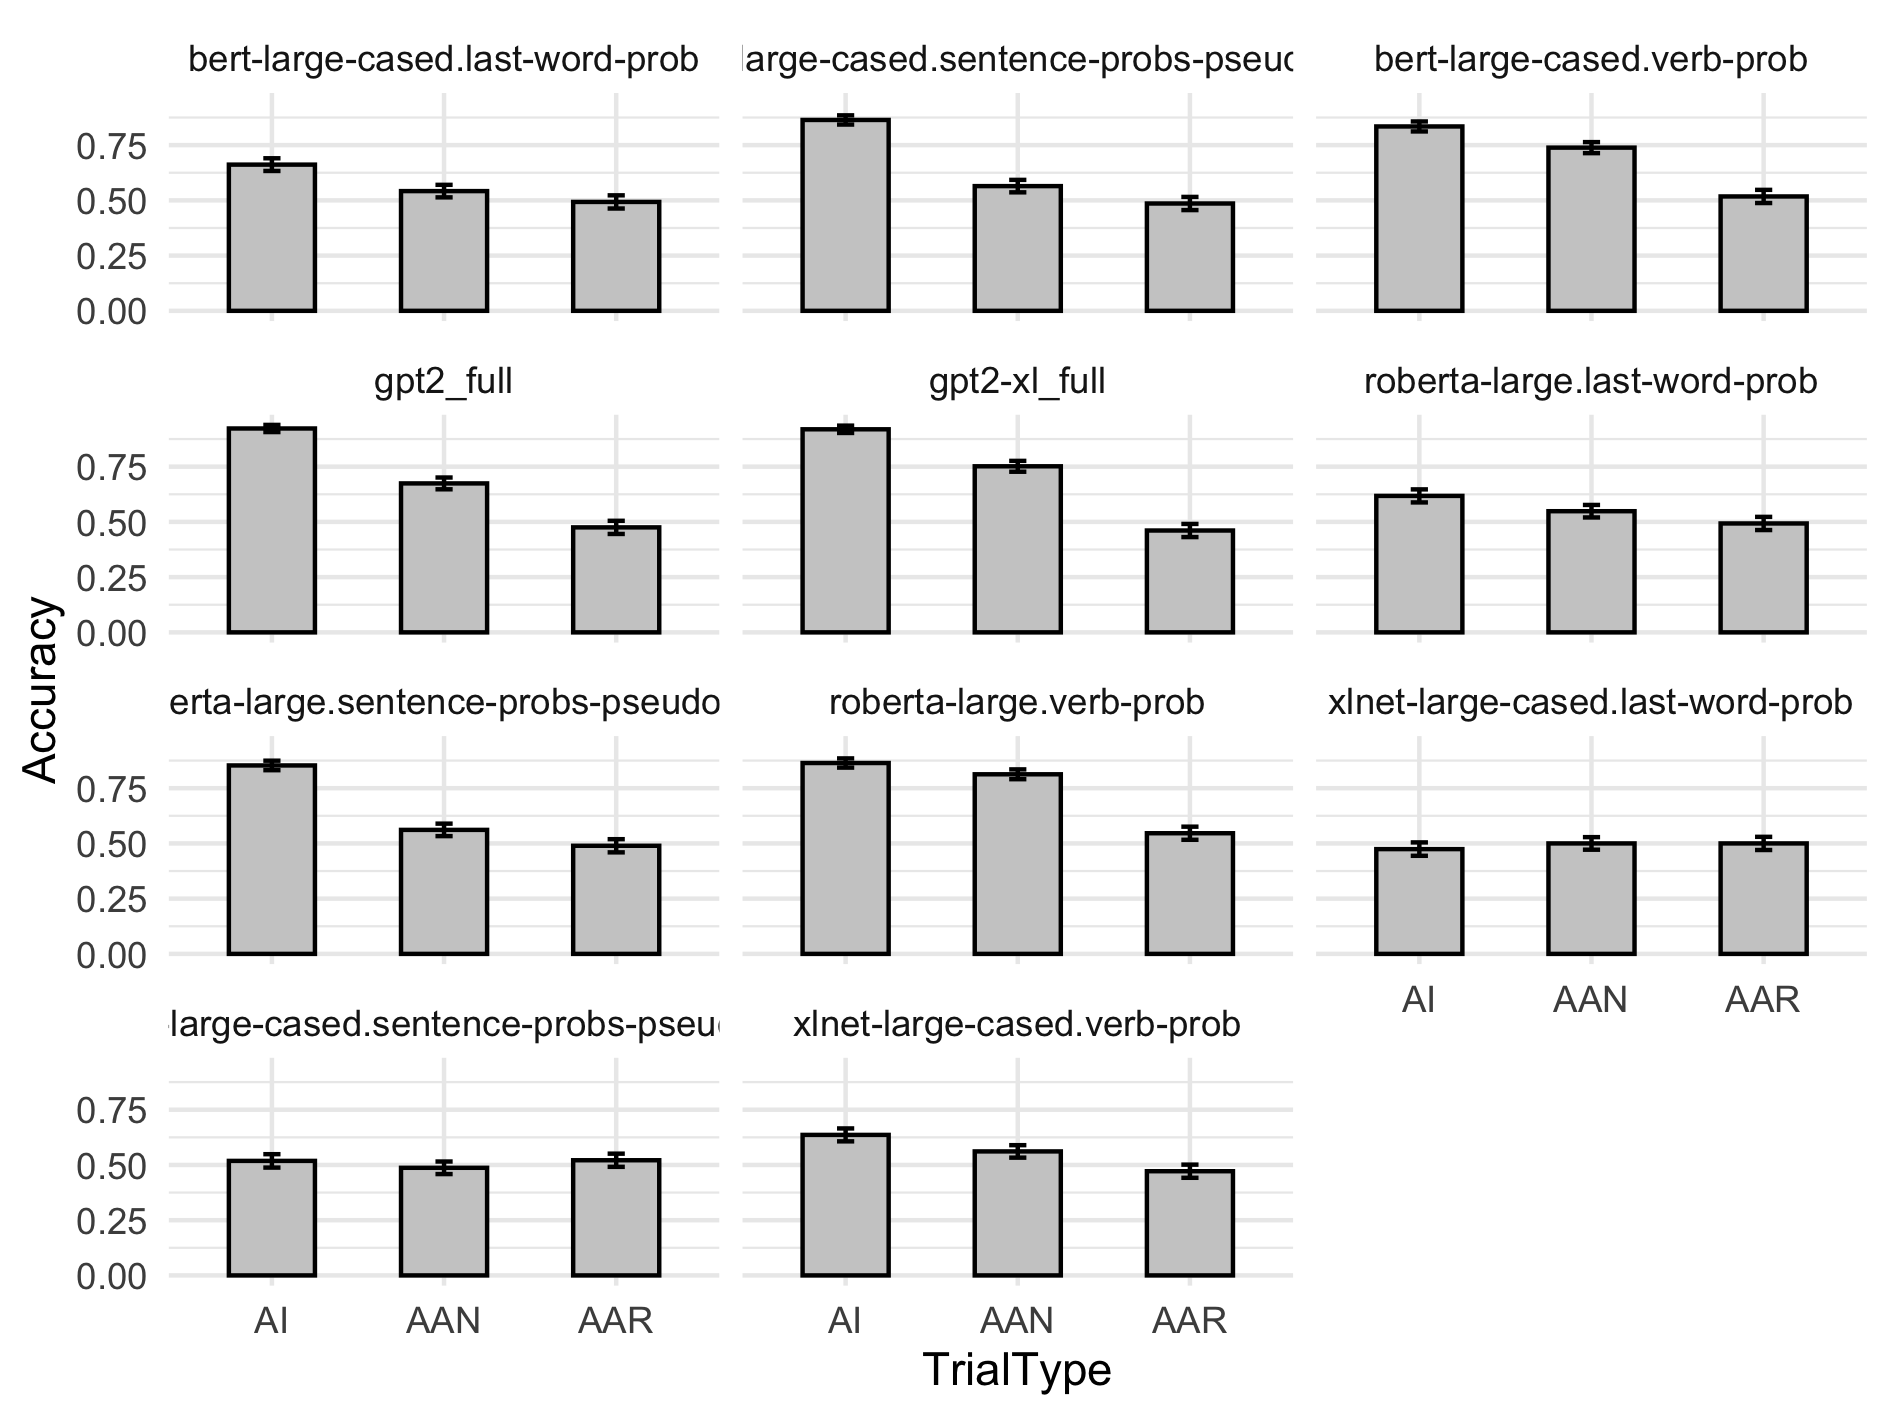 bert-large-cased.last-word-prob
large-cased.sentence-probs-pseud
bert-large-cased.verb-prob
0.75
0.50
0.25
0.00
gpt2_full
gpt2-xl_full
roberta-large.last-word-prob
0.75
0.50
0.25
0.00
Accuracy
erta-large.sentence-probs-pseudo
roberta-large.verb-prob
xlnet-large-cased.last-word-prob
0.75
0.50
0.25
0.00
AI AAN AAR
-large-cased.sentence-probs-pseu
xlnet-large-cased.verb-prob
0.75
0.50
0.25
0.00
AI AAN AAR
AI AAN AAR
TrialType